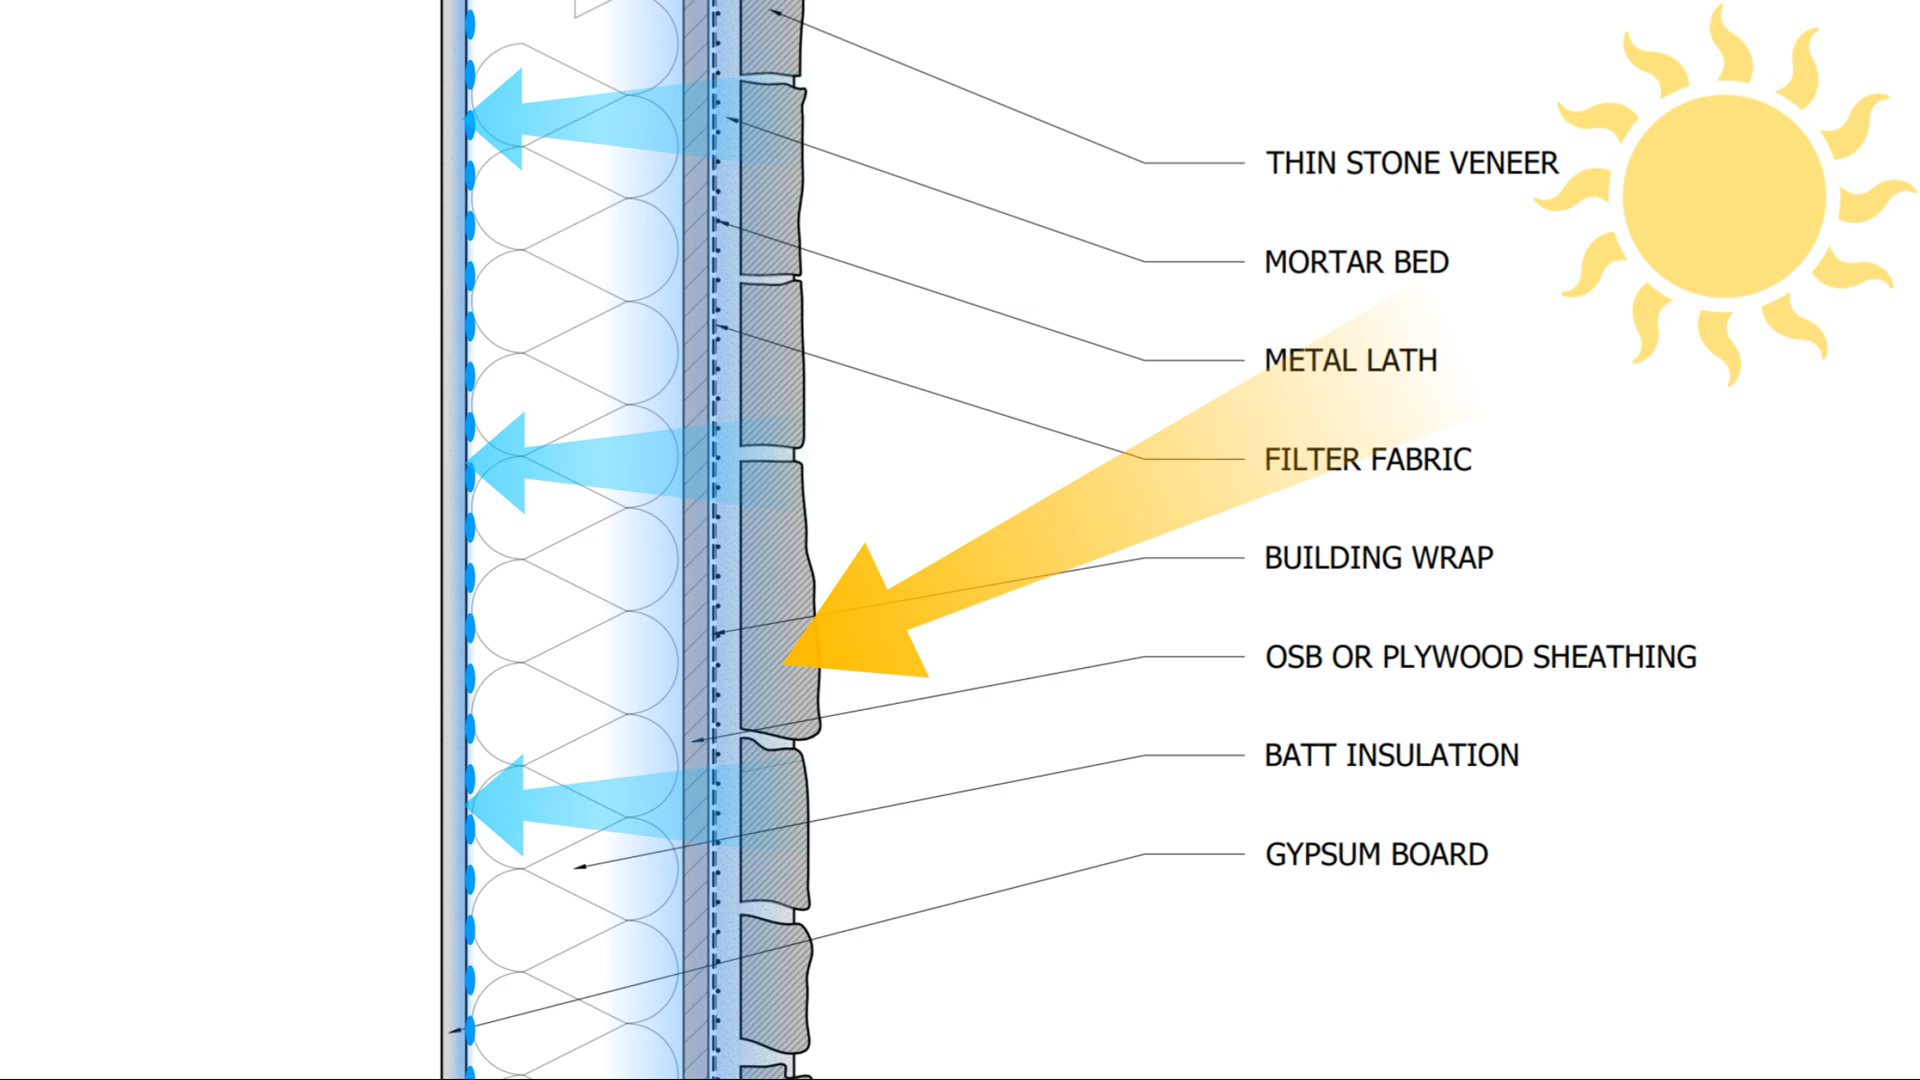 THIN STONE VENEER
MORTAR BED
METAL LATH
FILTER FABRIC
BUILDING WRAP
OSB OR PLYWOOD SHEATHING
BATT INSULATION
GYPSUM BOARD